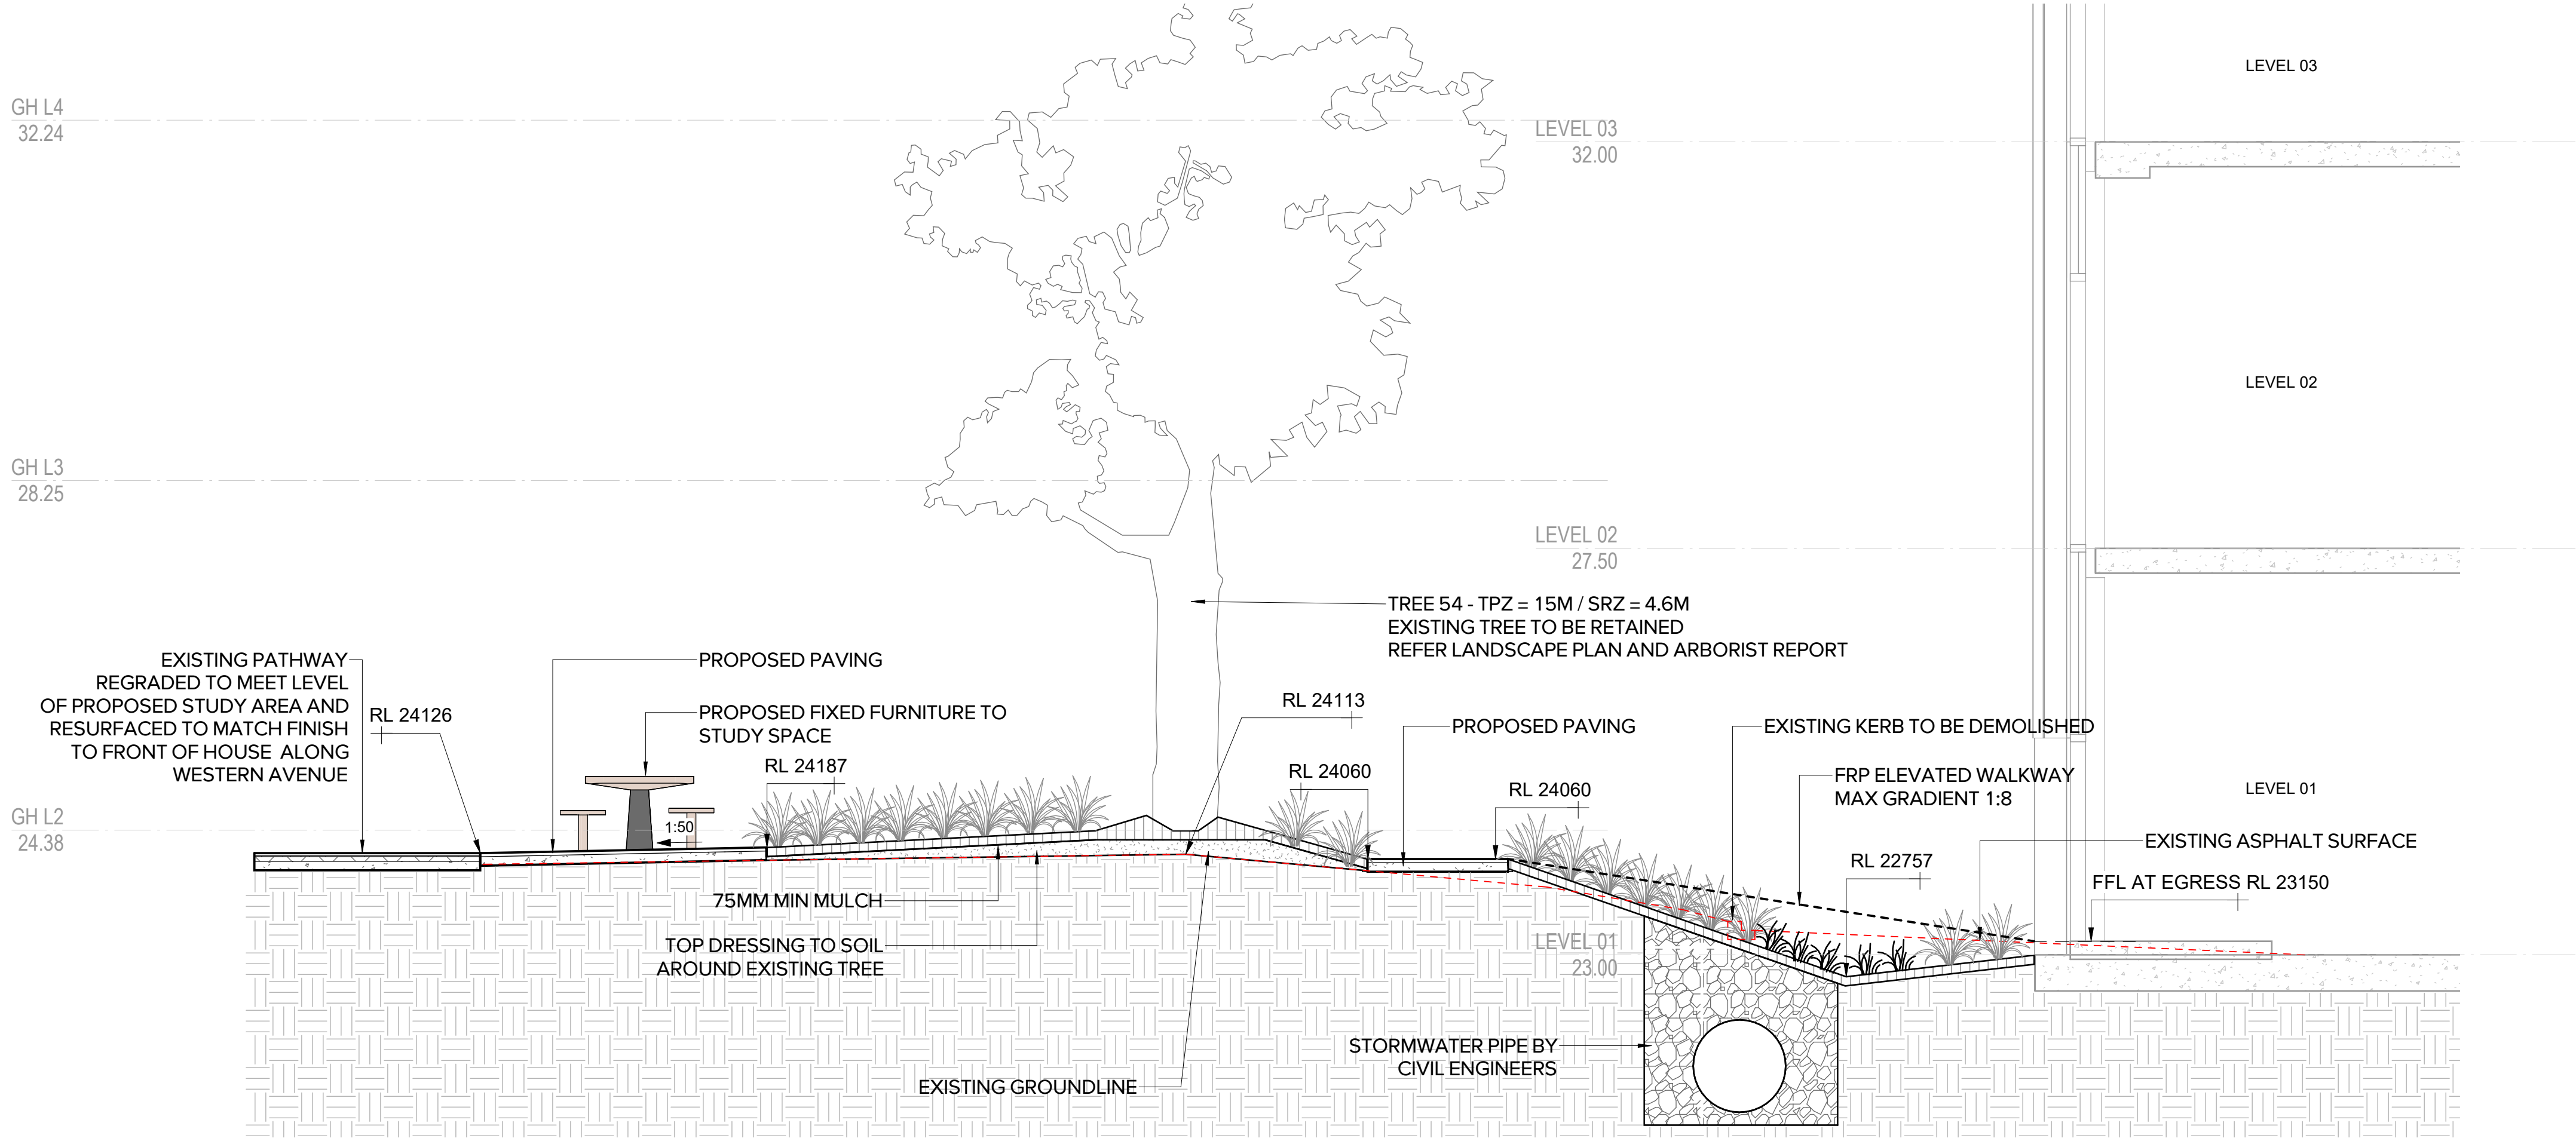 LEVEL 03
GH L4
32.24
LEVEL 03
32.00
LEVEL 02
GH L3
28.25
LEVEL 02
27.50
TREE 54 - TPZ = 15M / SRZ = 4.6M
EXISTING TREE TO BE RETAINED
REFER LANDSCAPE PLAN AND ARBORIST REPORT
EXISTING PATHWAY
REGRADED TO MEET LEVEL
OF PROPOSED STUDY AREA AND
RESURFACED TO MATCH FINISH
TO FRONT OF HOUSE ALONG
WESTERN AVENUE
RL 24126
PROPOSED PAVING
PROPOSED FIXED FURNITURE TO
STUDY SPACE
RL 24187
1:50
RL 24113
RL 24060
PROPOSED PAVING
RL 24060
EXISTING KERB TO BE DEMOLISHED
FRP ELEVATED WALKWAY
MAX GRADIENT 1:8
LEVEL 01
GH L2
24.38
EXISTING ASPHALT SURFACE
RL 22757
FFL AT EGRESS RL 23150
75MM MIN MULCH
TOP DRESSING TO SOIL
AROUND EXISTING TREE
LEVEL 01
23.00
STORMWATER PIPE BY
CIVIL ENGINEERS
EXISTING GROUNDLINE